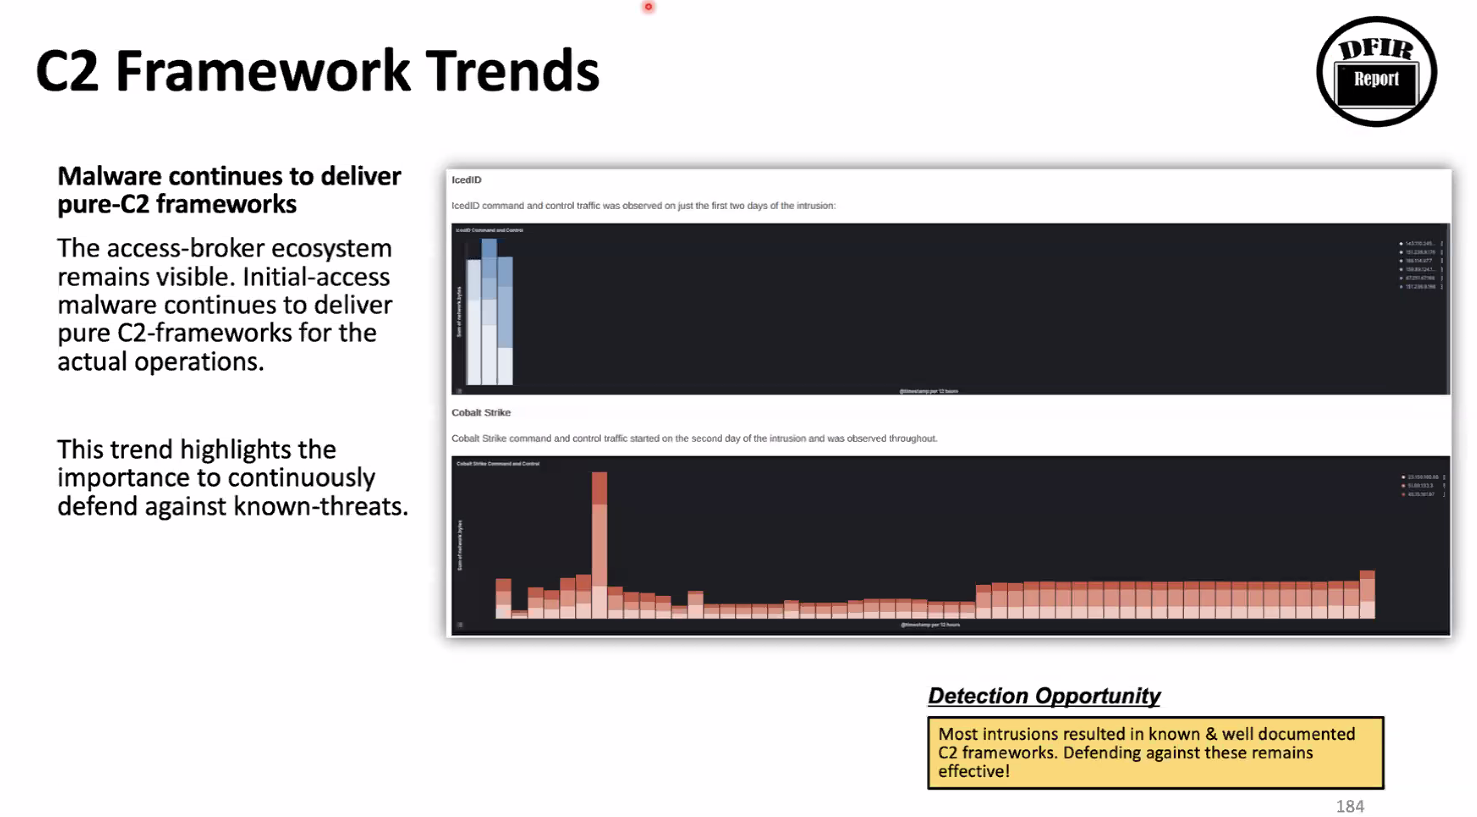 C2 Framework Trends
DFIR
Report
Malware continues to deliver
pure-C2 frameworks
The access-broker ecosystem
remains visible. Initial-access
malware continues to deliver
pure C2-frameworks for the
actual operations.
This trend highlights the
importance to continuously
defend against known-threats.
IcedID
IcedID command and control traffic was observed on just the first two days of the intrusion:
IcedID Command and Control
Sum of network.bytes
@timestamp per 12 hours
Cobalt Strike
Cobalt Strike command and control traffic started on the second day of the intrusion and was observed throughout.
Cobalt Strike Command and Control
Sum of network.bytes
@timestamp per 12 hours
Detection Opportunity
Most intrusions resulted in known & well documented
C2 frameworks. Defending against these remains
effective!
184